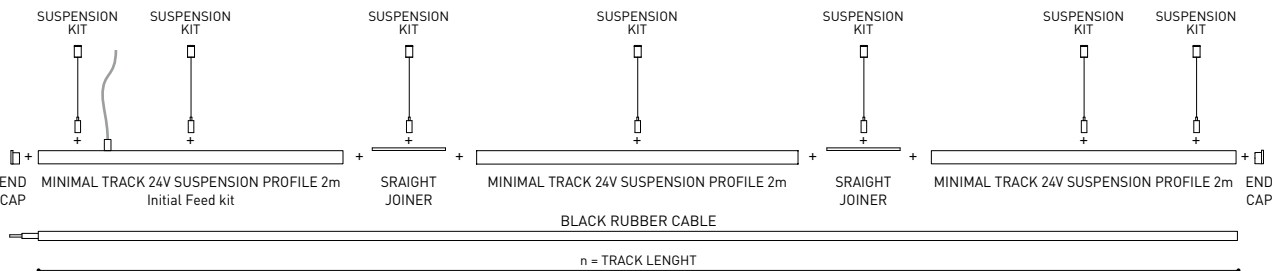 SUSPENSION
KIT
SUSPENSION
KIT
SUSPENSION
KIT
SUSPENSION
KIT
SUSPENSION
KIT
SUSPENSION
KIT
SUSPENSION
KIT
+ + + + + + +
+ + + + + +
END
CAP
MINIMAL TRACK 24V SUSPENSION PROFILE 2m
Initial Feed kit
SRAIGHT
JOINER
MINIMAL TRACK 24V SUSPENSION PROFILE 2m
SRAIGHT
JOINER
MINIMAL TRACK 24V SUSPENSION PROFILE 2m
END
CAP
BLACK RUBBER CABLE
n = TRACK LENGHT